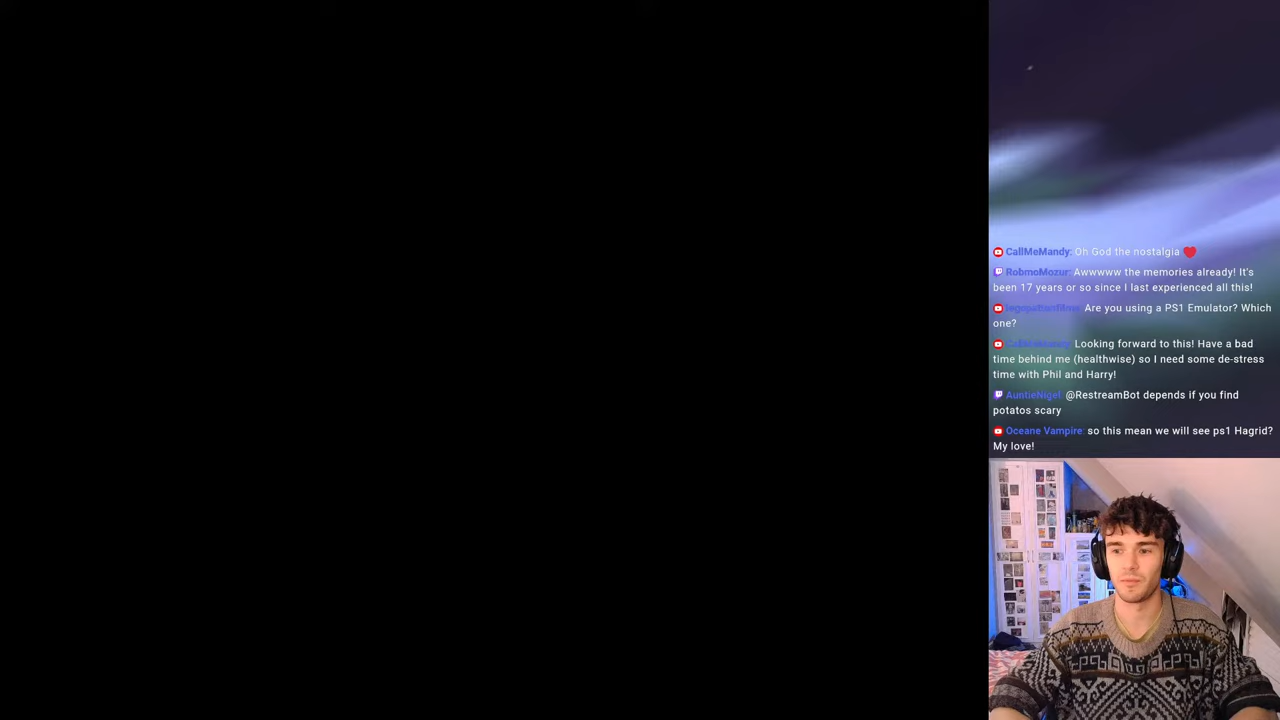 CallMeMandy: Oh God the nostalgia ❤
RobmoMozur: Awwwww the memories already! It's
been 17 years or so since I last experienced all this!
Are you using a PS1 Emulator? Which
one?
CallMeMandy: Looking forward to this! Have a bad
time behind me (healthwise) so I need some de-stress
time with Phil and Harry!
AuntieNigel: @RestreamBot depends if you find
potatos scary
Oceane Vampire: so this mean we will see ps1 Hagrid?
My love!